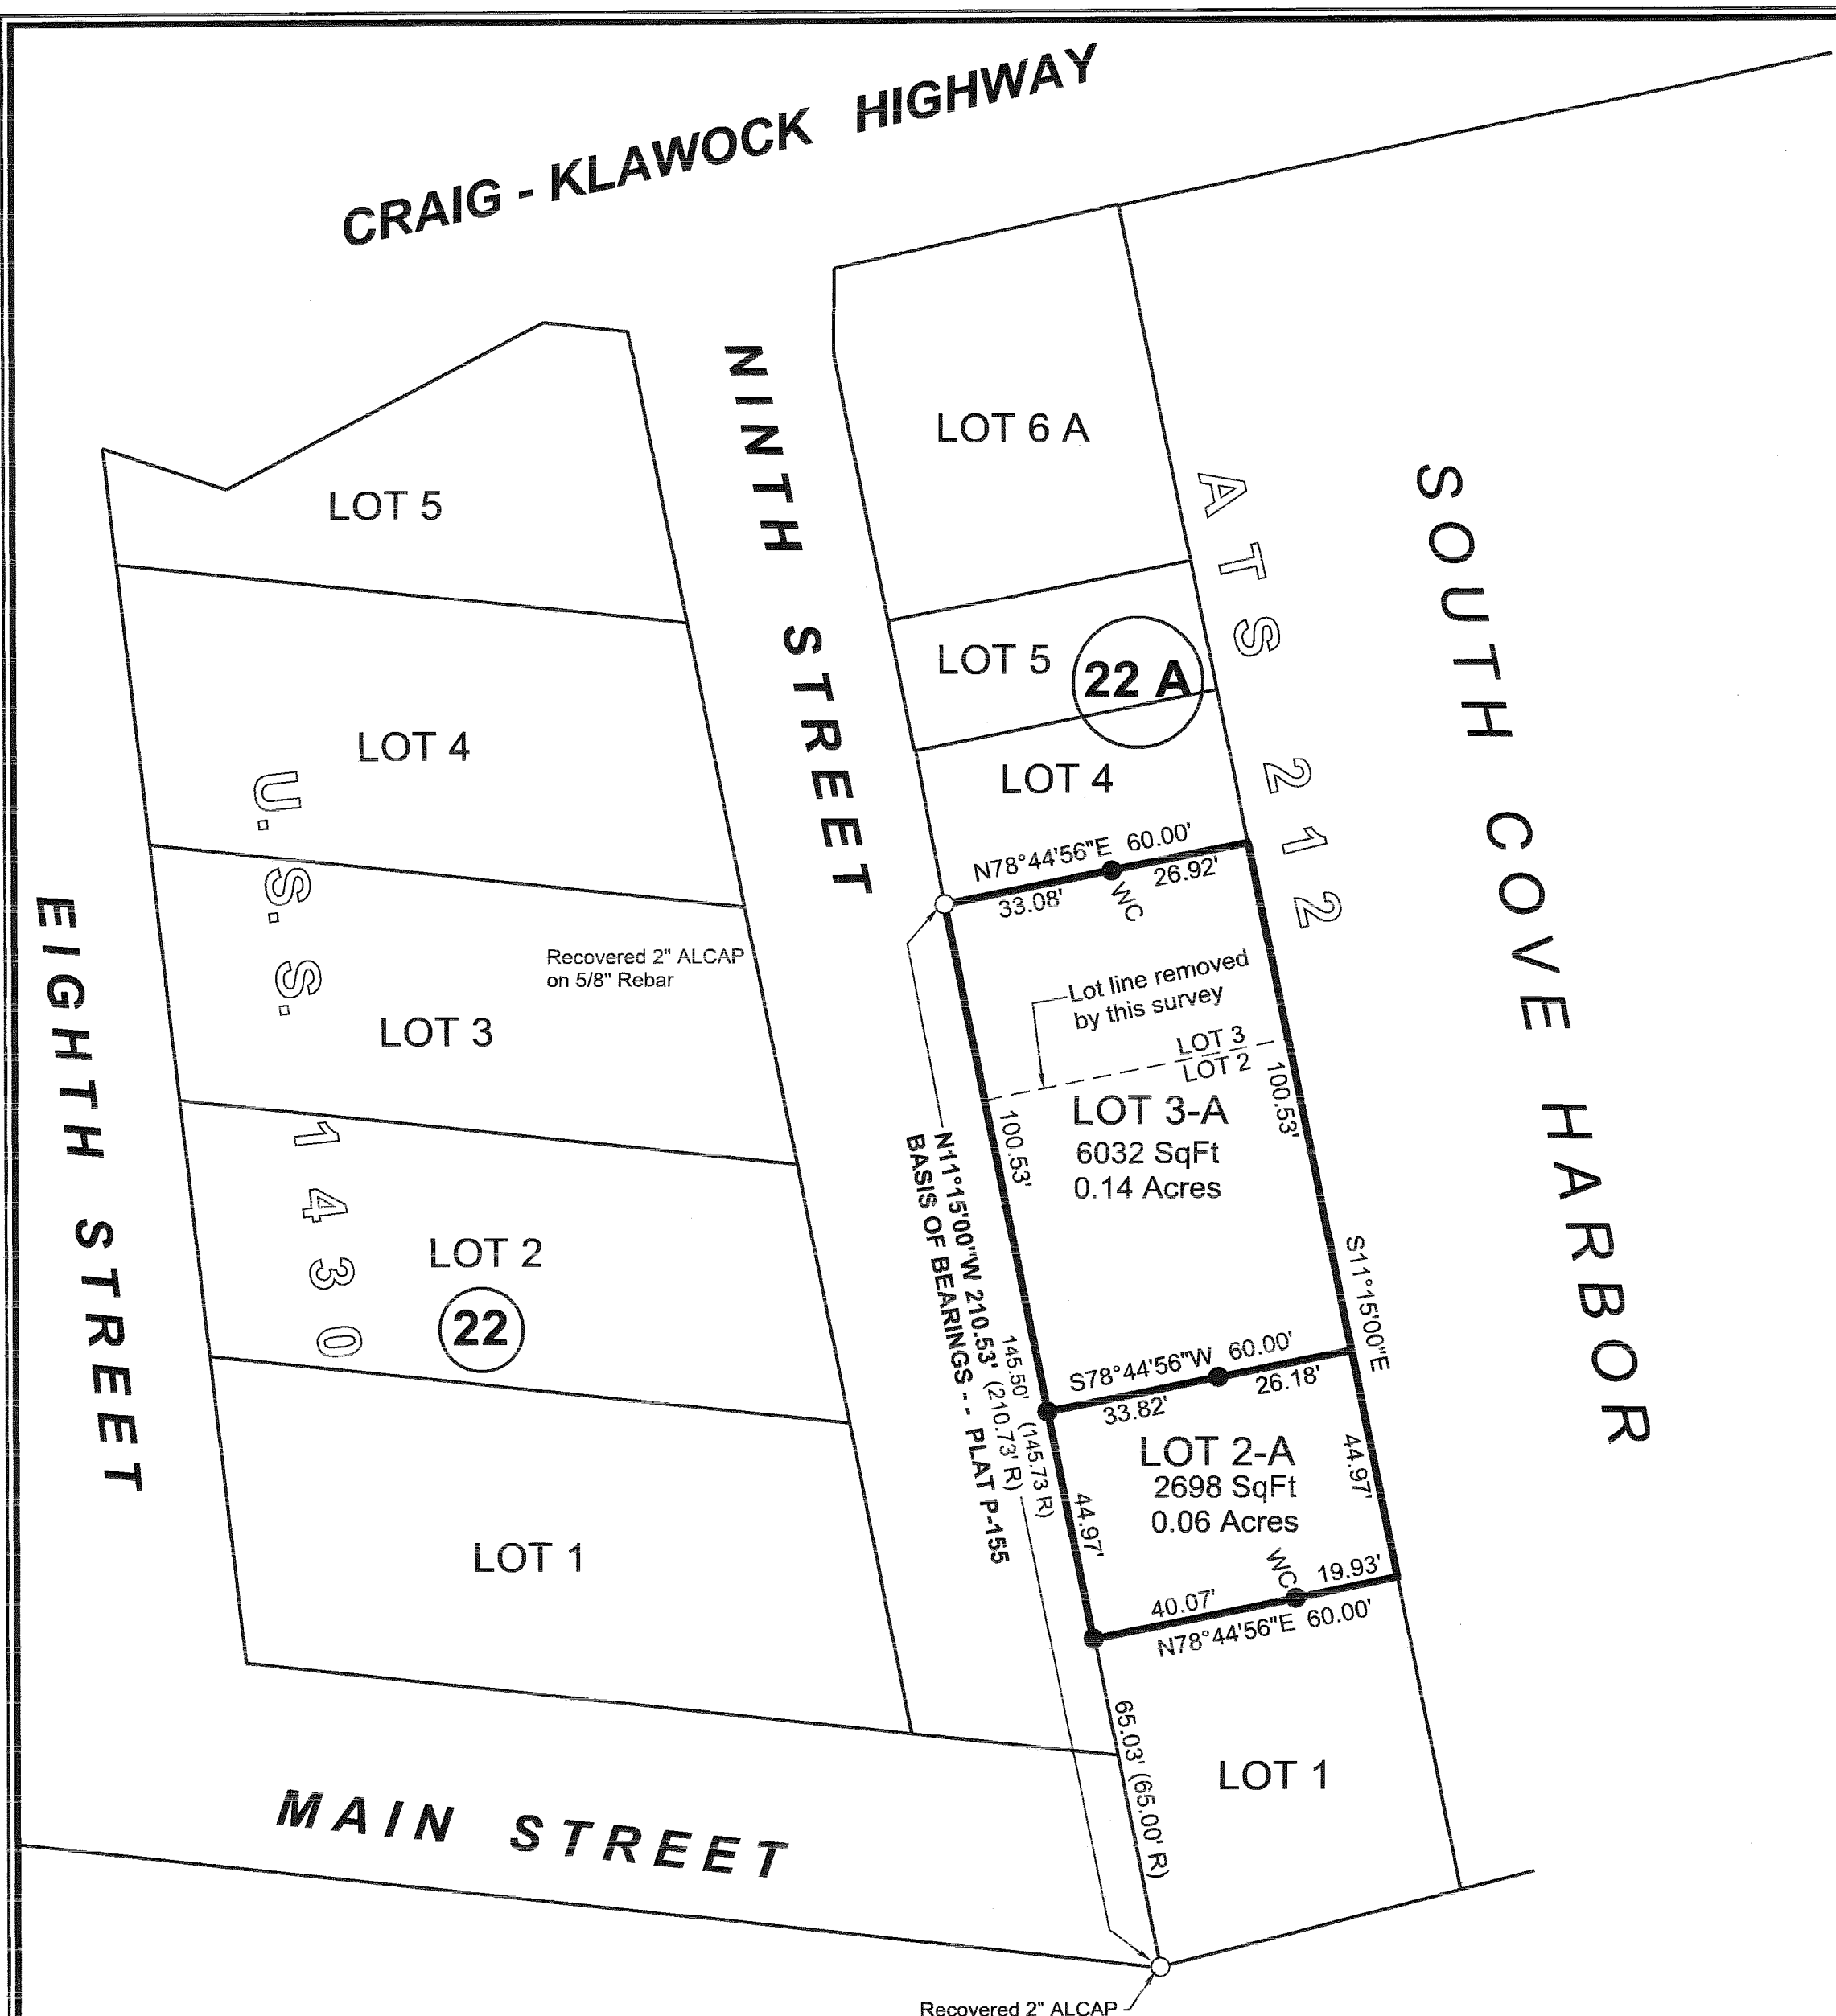 CRAIG - KLAWOCK HIGHWAY
NINTH STREET
LOT 6 A
ATS 212
SOUTH COVE HARBOR
LOT 5
LOT 5
22 A
LOT 4
LOT 4
U. S. S. 1430
N78°44'56"E 60.00'
33.08'
WC
26.92'
EIGHTH STREET
Recovered 2" ALCAP
on 5/8" Rebar
LOT 3
Lot line removed
by this survey
LOT 3
LOT 2
100.53'
100.53'
LOT 3-A
6032 SqFt
0.14 Acres
N11°15'00"W 210.53' (210.73' R)
BASIS OF BEARINGS - - PLAT P-155
145.50' (145.73 R)
S11°15'00"E
LOT 2
22
S78°44'56"W 60.00'
33.82'
26.18'
LOT 2-A
2698 SqFt
0.06 Acres
44.97'
44.97'
LOT 1
WC
19.93'
40.07'
N78°44'56"E 60.00'
65.03' (65.00' R)
LOT 1
MAIN STREET
Recovered 2" ALCAP